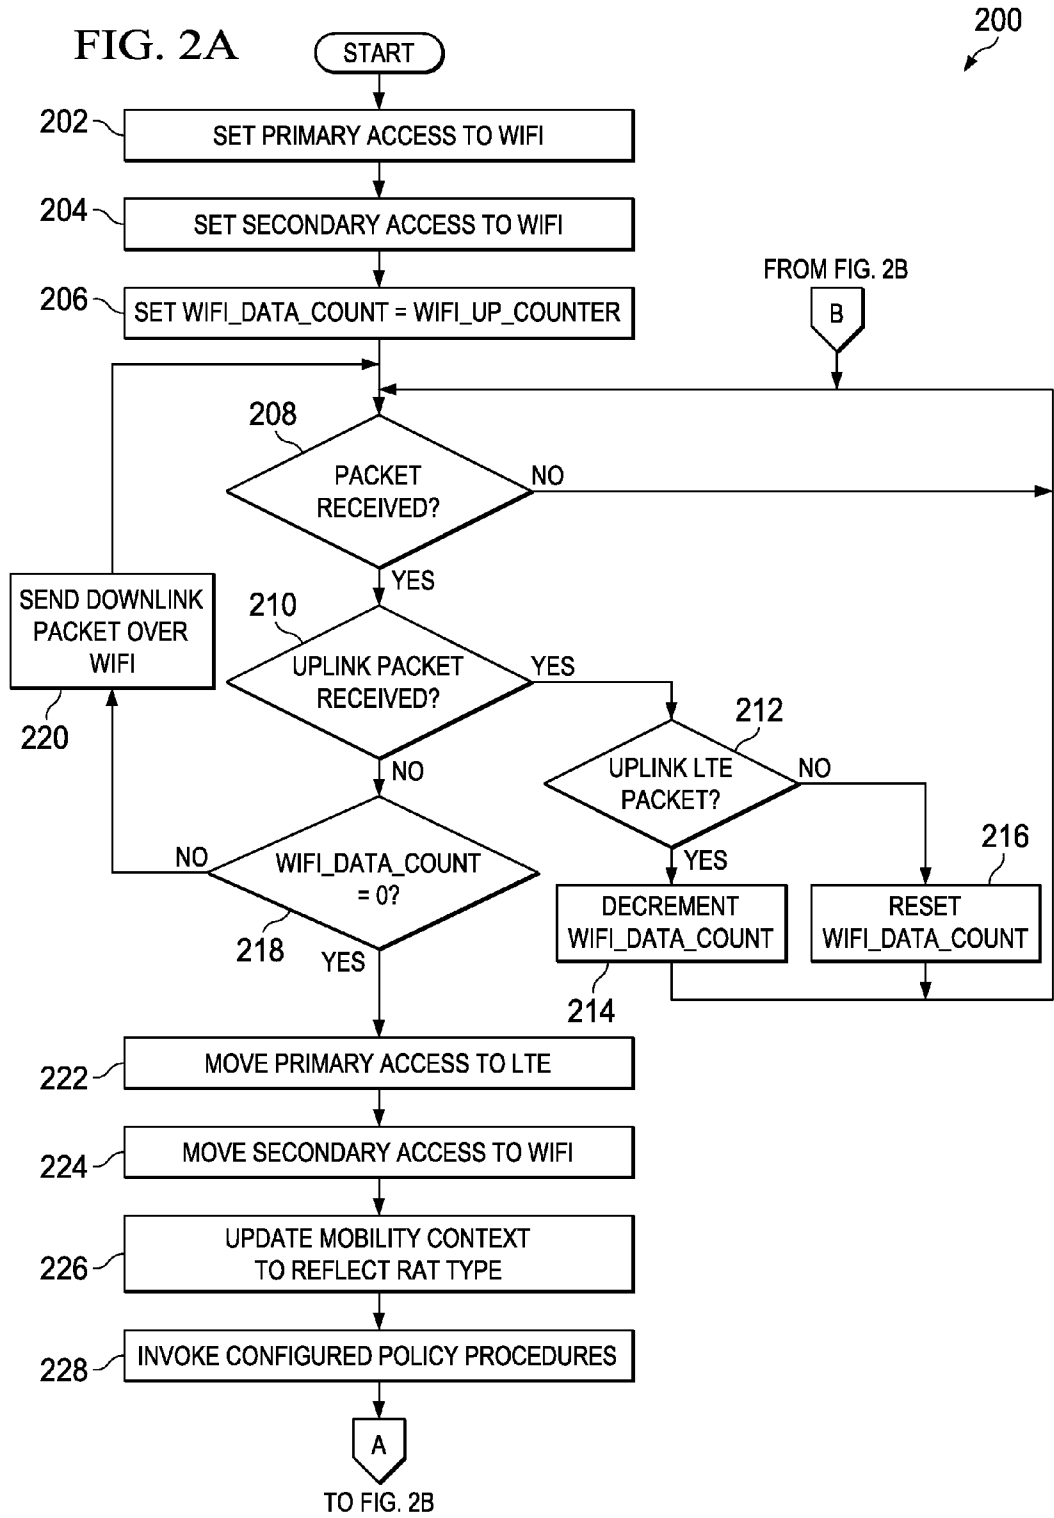 FIG. 2A
START
200
202
SET PRIMARY ACCESS TO WIFI
204
SET SECONDARY ACCESS TO WIFI
206
SET WIFI_DATA_COUNT = WIFI_UP_COUNTER
FROM FIG. 2B
B
208
PACKET
RECEIVED?
NO
YES
SEND DOWNLINK
PACKET OVER
WIFI
220
210
UPLINK PACKET
RECEIVED?
YES
NO
212
UPLINK LTE
PACKET?
NO
YES
WIFI_DATA_COUNT
= 0?
NO
218
YES
DECREMENT
WIFI_DATA_COUNT
214
216
RESET
WIFI_DATA_COUNT
222
MOVE PRIMARY ACCESS TO LTE
224
MOVE SECONDARY ACCESS TO WIFI
226
UPDATE MOBILITY CONTEXT
TO REFLECT RAT TYPE
228
INVOKE CONFIGURED POLICY PROCEDURES
A
TO FIG. 2B